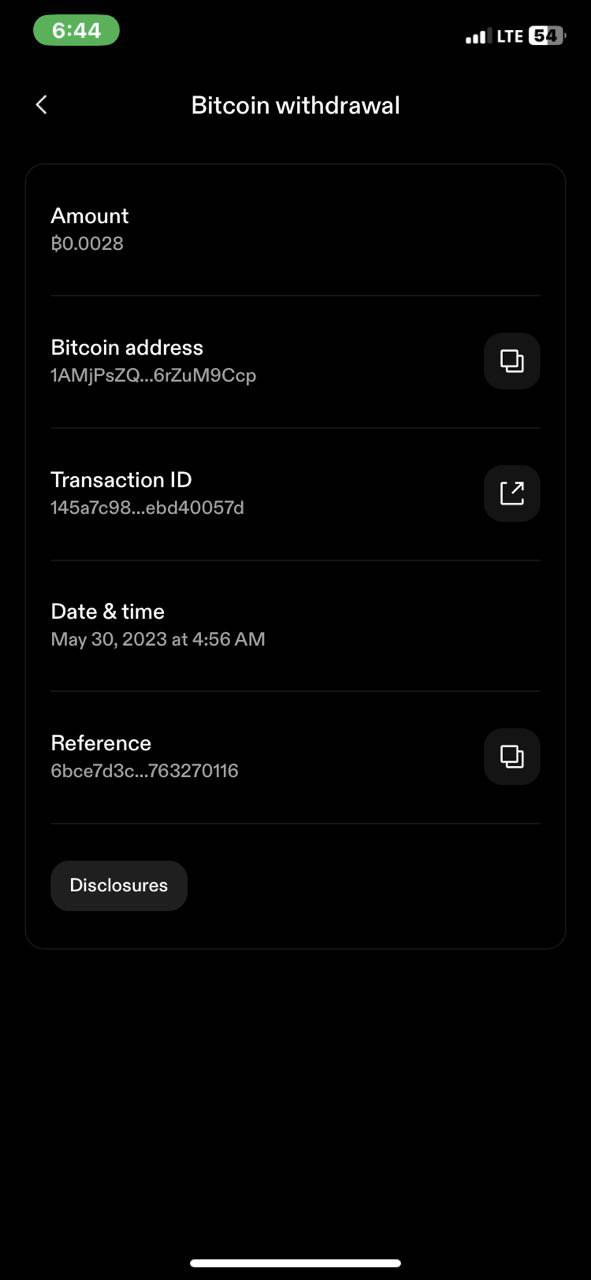 6:44
LTE 54
Bitcoin withdrawal
Amount
₿0.0028
Bitcoin address
1AMjPsZQ...6rZuM9Ccp
Transaction ID
145a7c98...ebd40057d
Date & time
May 30, 2023 at 4:56 AM
Reference
6bce7d3c...763270116
Disclosures